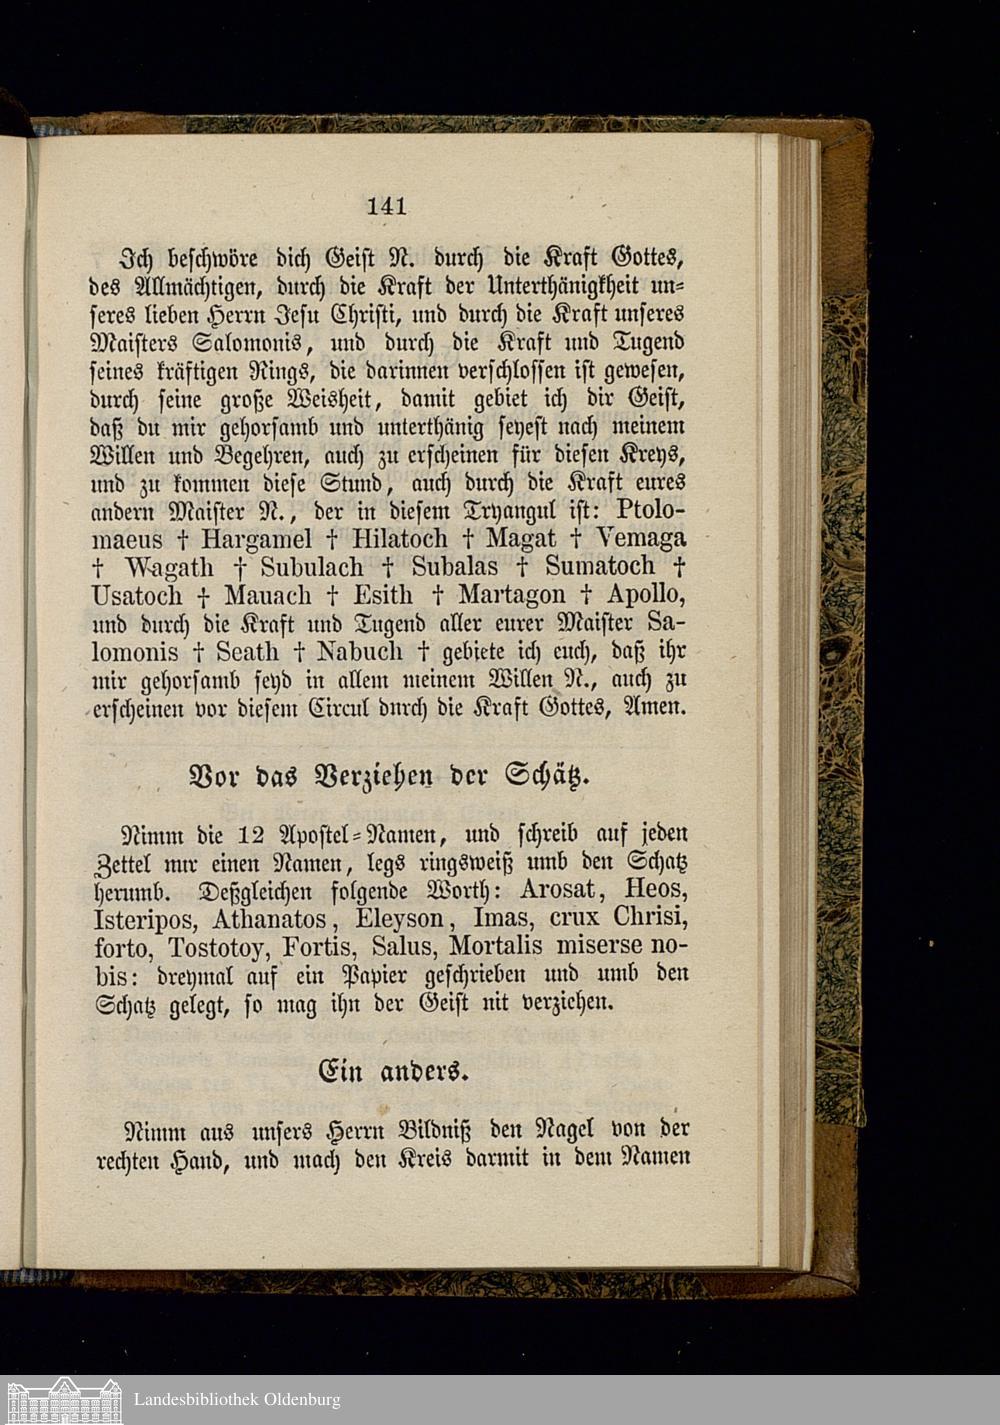 141
Ich beschwöre dich Geist N. durch die Kraft Gottes,
des Allmächtigen, durch die Kraft der Unterthänigkheit un-
seres lieben Herrn Jesu Christi, und durch die Kraft unseres
Maisters Salomonis, und durch die Kraft und Tugend
seines kräftigen Rings, die darinnen verschlossen ist gewesen,
durch seine große Weisheit, damit gebiet ich dir Geist,
daß du mir gehorsamb und unterthänig seyest nach meinem
Willen und Begehren, auch zu erscheinen für diesen Kreys,
und zu kommen diese Stund, auch durch die Kraft eures
andern Maister N., der in diesem Tryangul ist: Ptolo-
maeus † Hargamel † Hilatoch † Magat † Vemaga
† Wagath † Subulach † Subalas † Sumatoch †
Usatoch † Mauach † Esith † Martagon † Apollo,
und durch die Kraft und Tugend aller eurer Maister Sa-
lomonis † Seath † Nabuch † gebiete ich euch, daß ihr
mir gehorsamb seyd in allem meinem Willen N., auch zu
erscheinen vor diesem Circul durch die Kraft Gottes, Amen.
Vor das Verziehen der Schätz.
Nimm die 12 Apostel-Namen, und schreib auf jeden
Zettel nur einen Namen, legs ringsweiß umb den Schatz
herumb. Deßgleichen folgende Worth: Arosat, Heos,
Isteripos, Athanatos, Eleyson, Imas, crux Chrisi,
forto, Tostotoy, Fortis, Salus, Mortalis miserse no-
bis: dreymal auf ein Papier geschrieben und umb den
Schatz gelegt, so mag ihn der Geist nit verziehen.
Ein anders.
Nimm aus unsers Herrn Bildniß den Nagel von der
rechten Hand, und mach den Kreis darmit in dem Namen
Landesbibliothek Oldenburg